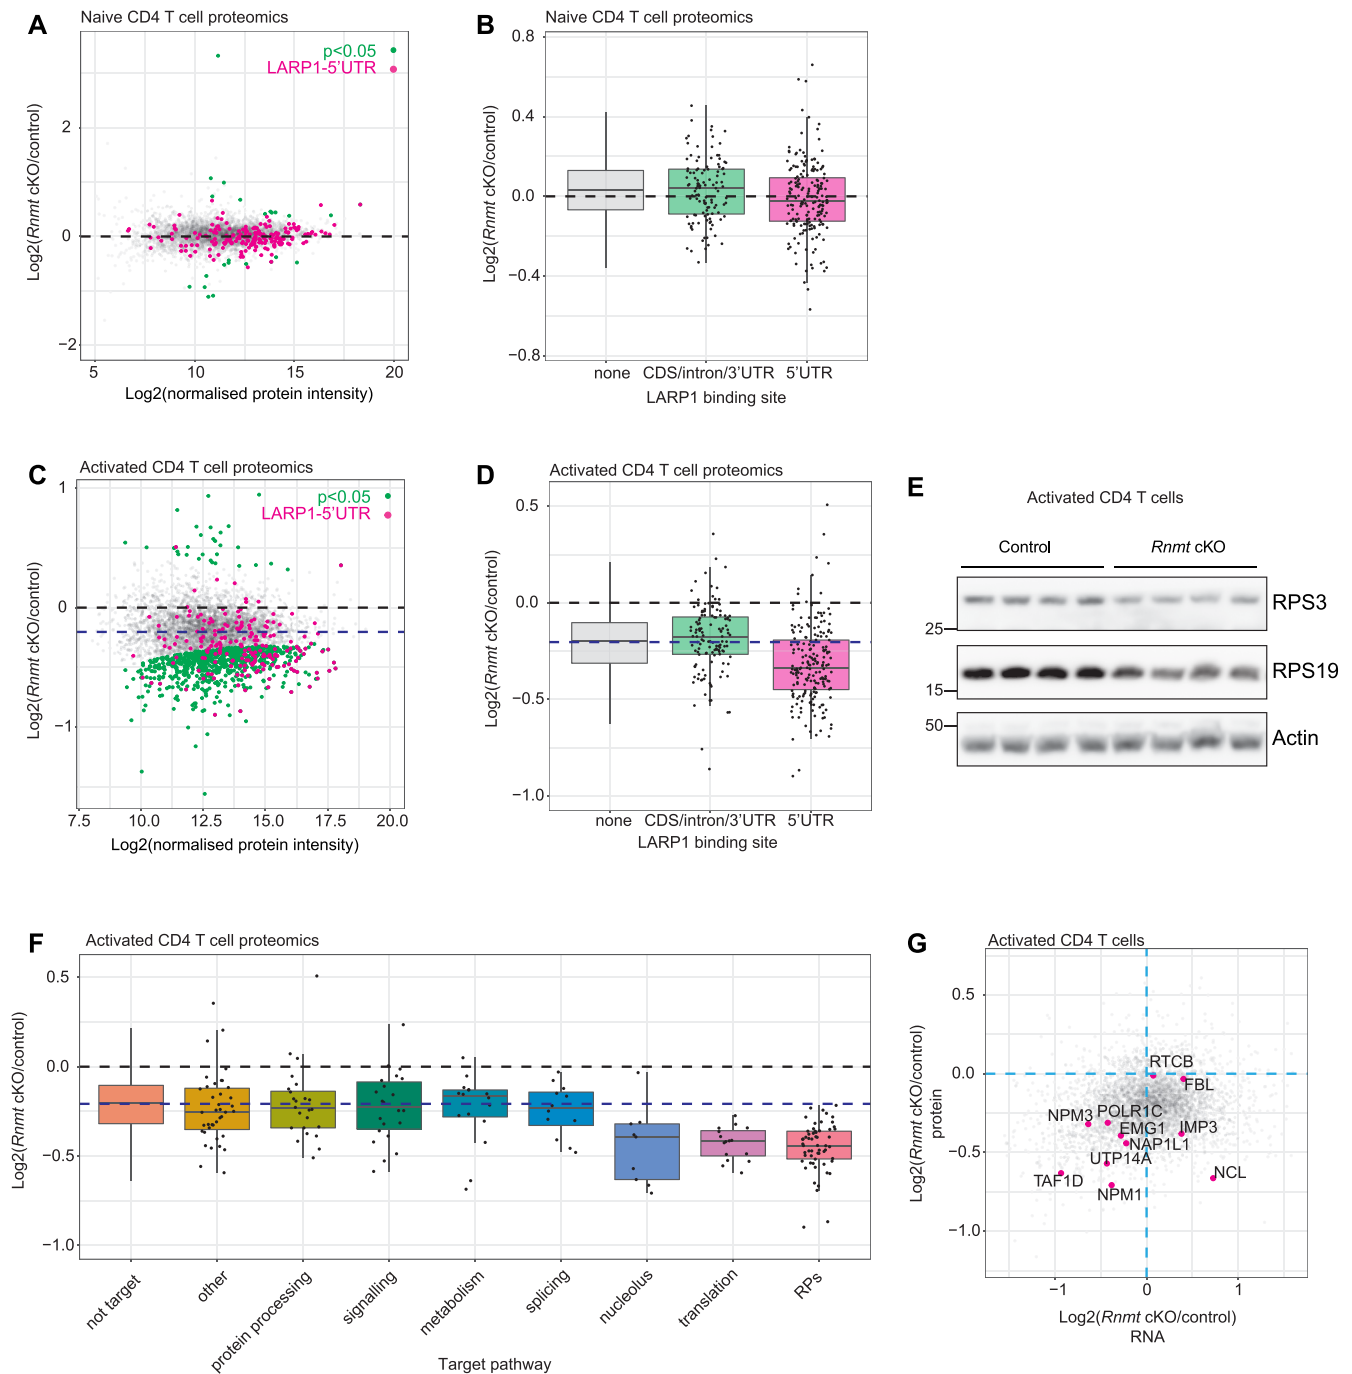 A
Naive CD4 T cell proteomics
p<0.05
LARP1-5'UTR
2
0
−2
5
10
15
20
Log2(Rnmt cKO/control)
Log2(normalised protein intensity)
B
Naive CD4 T cell proteomics
0.8
0.4
0.0
−0.4
−0.8
Log2(Rnmt cKO/control)
none
CDS/intron/3'UTR
5'UTR
LARP1 binding site
C
Activated CD4 T cell proteomics
p<0.05
LARP1-5'UTR
1
0
−1
7.5
10.0
12.5
15.0
17.5
20.0
Log2(Rnmt cKO/control)
Log2(normalised protein intensity)
D
Activated CD4 T cell proteomics
0.5
0.0
−0.5
−1.0
Log2(Rnmt cKO/control)
none
CDS/intron/3'UTR
5'UTR
LARP1 binding site
E
Activated CD4 T cells
Control
Rnmt cKO
RPS3
25
RPS19
15
50
Actin
F
Activated CD4 T cell proteomics
0.5
0.0
−0.5
−1.0
Log2(Rnmt cKO/control)
not target
other
protein processing
signalling
metabolism
splicing
nucleolus
translation
RPs
Target pathway
G
Activated CD4 T cells
0.5
0.0
−0.5
−1.0
Log2(Rnmt cKO/control)
protein
RTCB
FBL
NPM3
POLR1C
EMG1
IMP3
NAP1L1
UTP14A
TAF1D
NCL
NPM1
−1
0
1
Log2(Rnmt cKO/control)
RNA